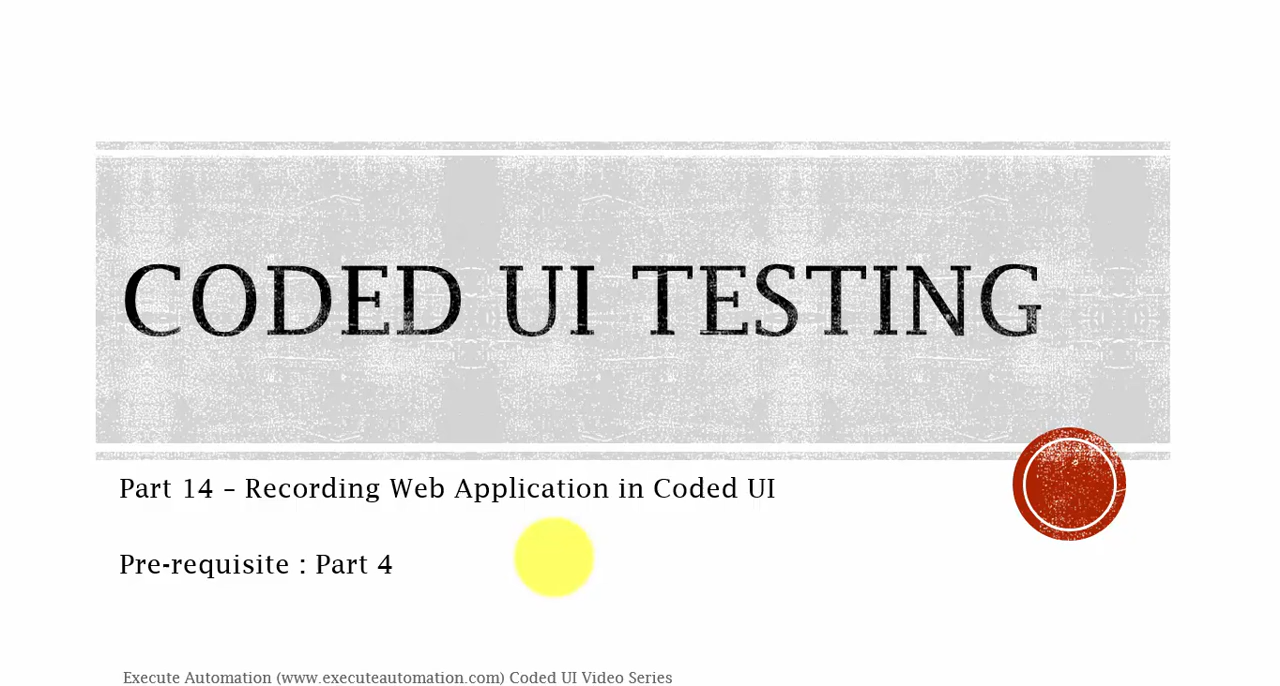 CODED UI TESTING
Part 14 – Recording Web Application in Coded UI
Pre-requisite : Part 4
Execute Automation (www.executeautomation.com) Coded UI Video Series